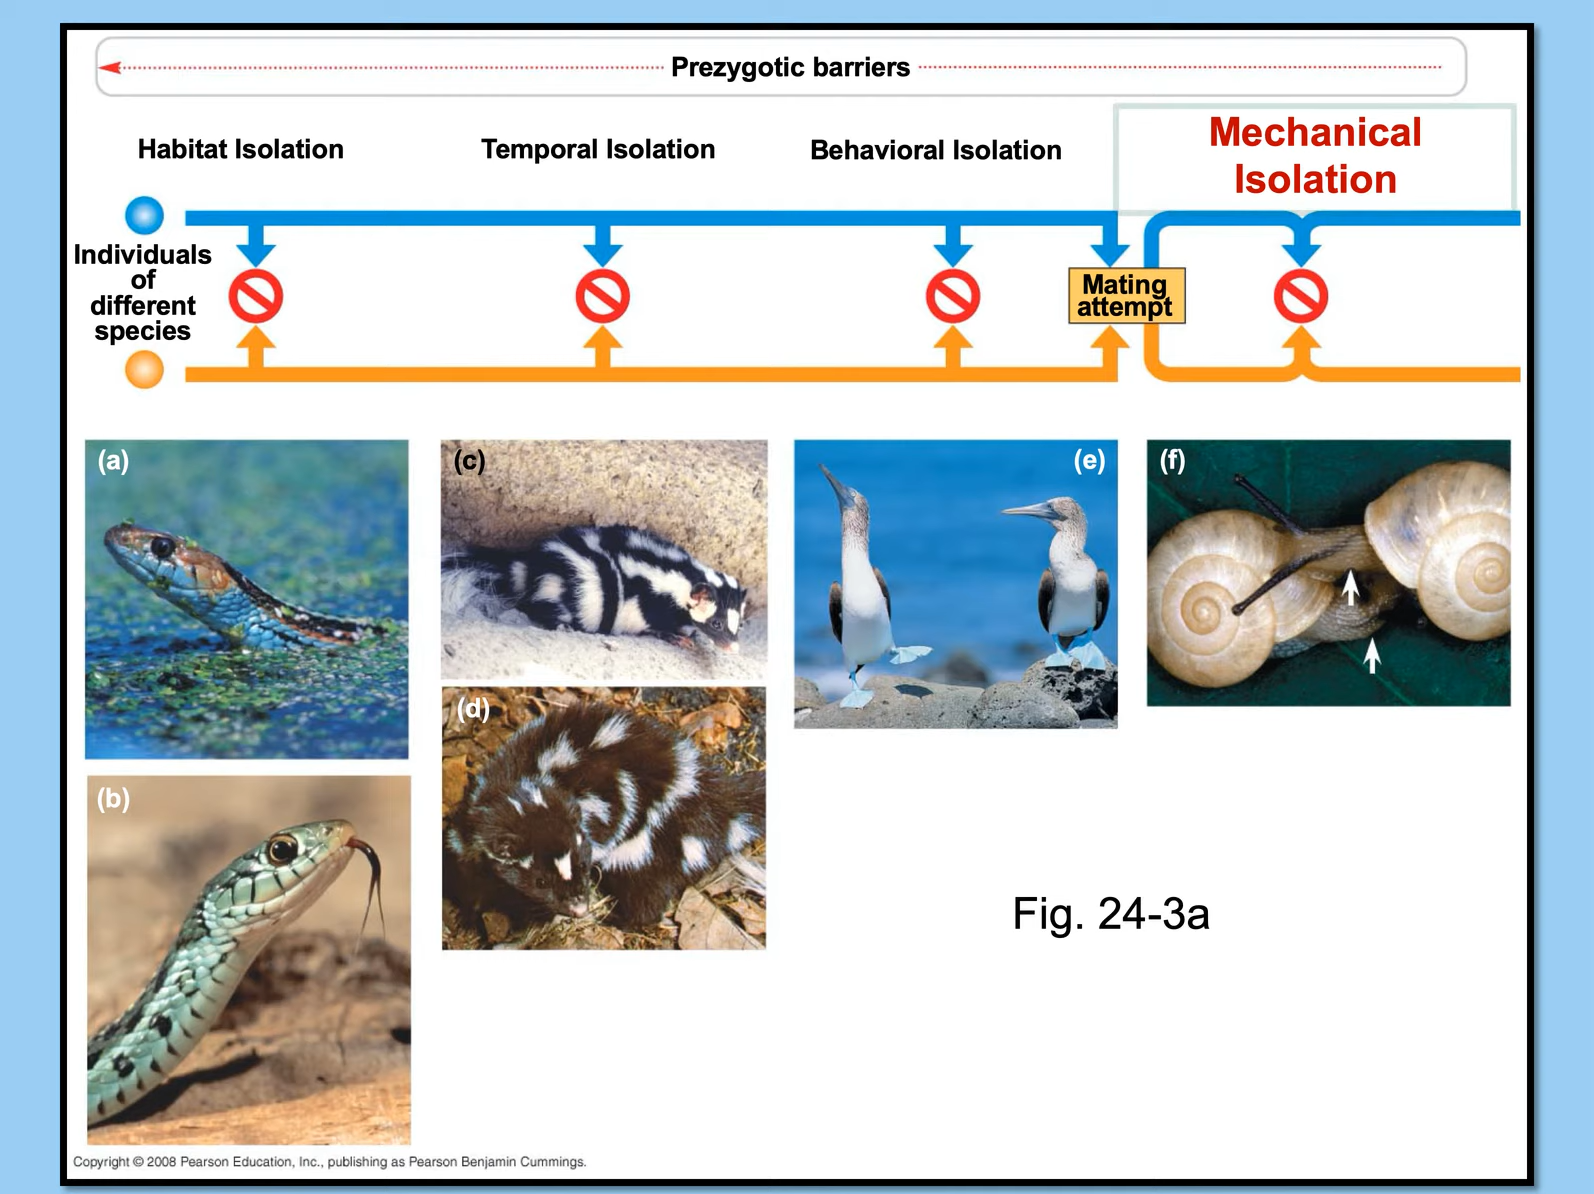 Prezygotic barriers
Habitat Isolation
Temporal Isolation
Behavioral Isolation
Mechanical
Isolation
Individuals
of
different
species
Mating
attempt
(a)
(c)
(e)
(f)
(d)
(b)
Fig. 24-3a
Copyright © 2008 Pearson Education, Inc., publishing as Pearson Benjamin Cummings.